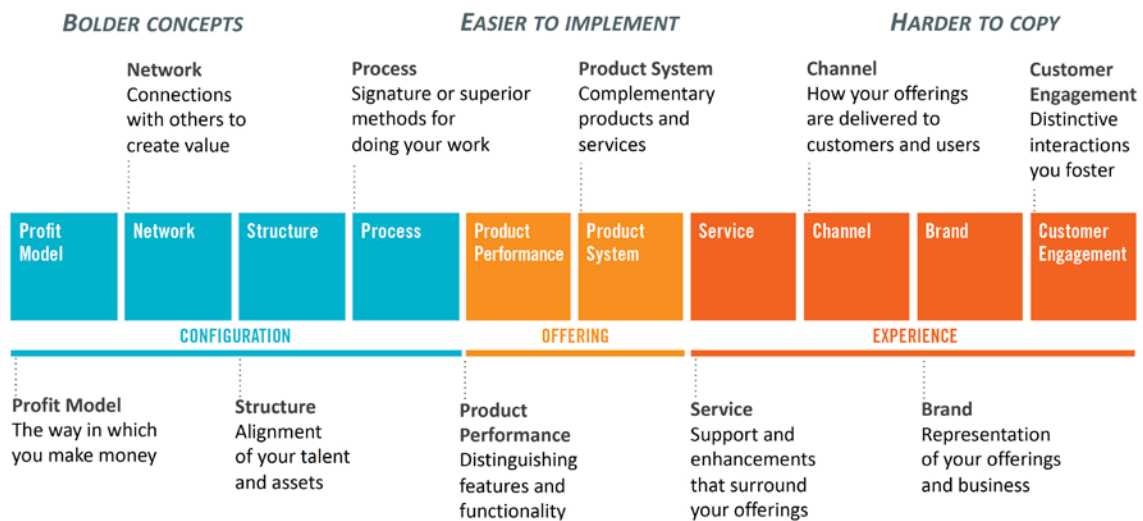 BOLDER CONCEPTS
EASIER TO IMPLEMENT
HARDER TO COPY
Network
Connections
with others to
create value
Process
Signature or superior
methods for
doing your work
Product System
Complementary
products and
services
Channel
How your offerings
are delivered to
customers and users
Customer
Engagement
Distinctive
interactions
you foster
Profit
Model
Network
Structure
Process
Product
Performance
Product
System
Service
Channel
Brand
Customer
Engagement
CONFIGURATION
OFFERING
EXPERIENCE
Profit Model
The way in which
you make money
Structure
Alignment
of your talent
and assets
Product
Performance
Distinguishing
features and
functionality
Service
Support and
enhancements
that surround
your offerings
Brand
Representation
of your offerings
and business